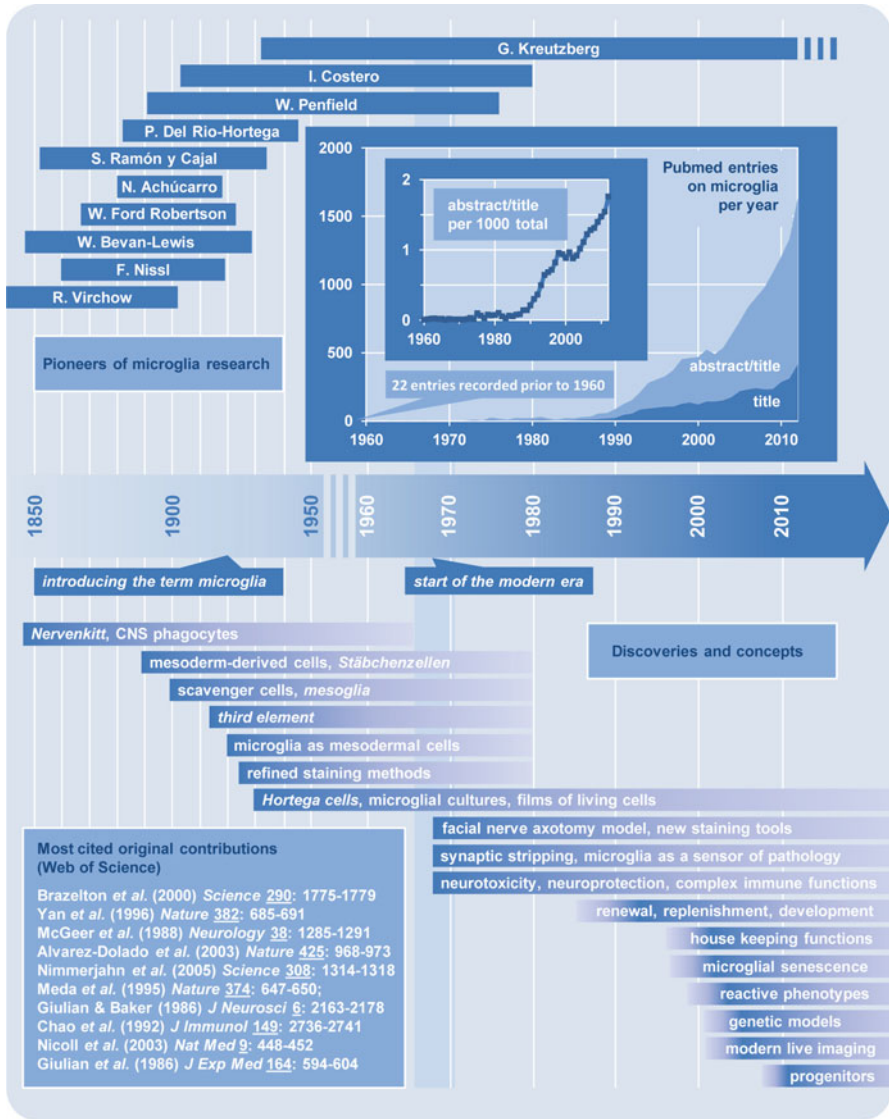 G. Kreutzberg
I. Costero
W. Penfield
P. Del Rio-Hortega
S. Ramón y Cajal
N. Achúcarro
W. Ford Robertson
W. Bevan-Lewis
F. Nissl
R. Virchow
Pioneers of microglia research
2000
1500
1000
500
0
Pubmed entries
on microglia
per year
2
1
0
abstract/title
per 1000 total
1960
1980
2000
22 entries recorded prior to 1960
abstract/title
title
1960
1970
1980
1990
2000
2010
1850
1900
1950
1960
1970
1980
1990
2000
2010
introducing the term microglia
start of the modern era
Nervenkitt, CNS phagocytes
Discoveries and concepts
mesoderm-derived cells, Stäbchenzellen
scavenger cells, mesoglia
third element
microglia as mesodermal cells
refined staining methods
Hortega cells, microglial cultures, films of living cells
facial nerve axotomy model, new staining tools
synaptic stripping, microglia as a sensor of pathology
neurotoxicity, neuroprotection, complex immune functions
renewal, replenishment, development
house keeping functions
microglial senescence
reactive phenotypes
genetic models
modern live imaging
progenitors
Most cited original contributions
(Web of Science)
Brazelton et al. (2000) Science 290: 1775-1779
Yan et al. (1996) Nature 382: 685-691
McGeer et al. (1988) Neurology 38: 1285-1291
Alvarez-Dolado et al. (2003) Nature 425: 968-973
Nimmerjahn et al. (2005) Science 308: 1314-1318
Meda et al. (1995) Nature 374: 647-650;
Giulian & Baker (1986) J Neurosci 6: 2163-2178
Chao et al. (1992) J Immunol 149: 2736-2741
Nicoll et al. (2003) Nat Med 9: 448-452
Giulian et al. (1986) J Exp Med 164: 594-604